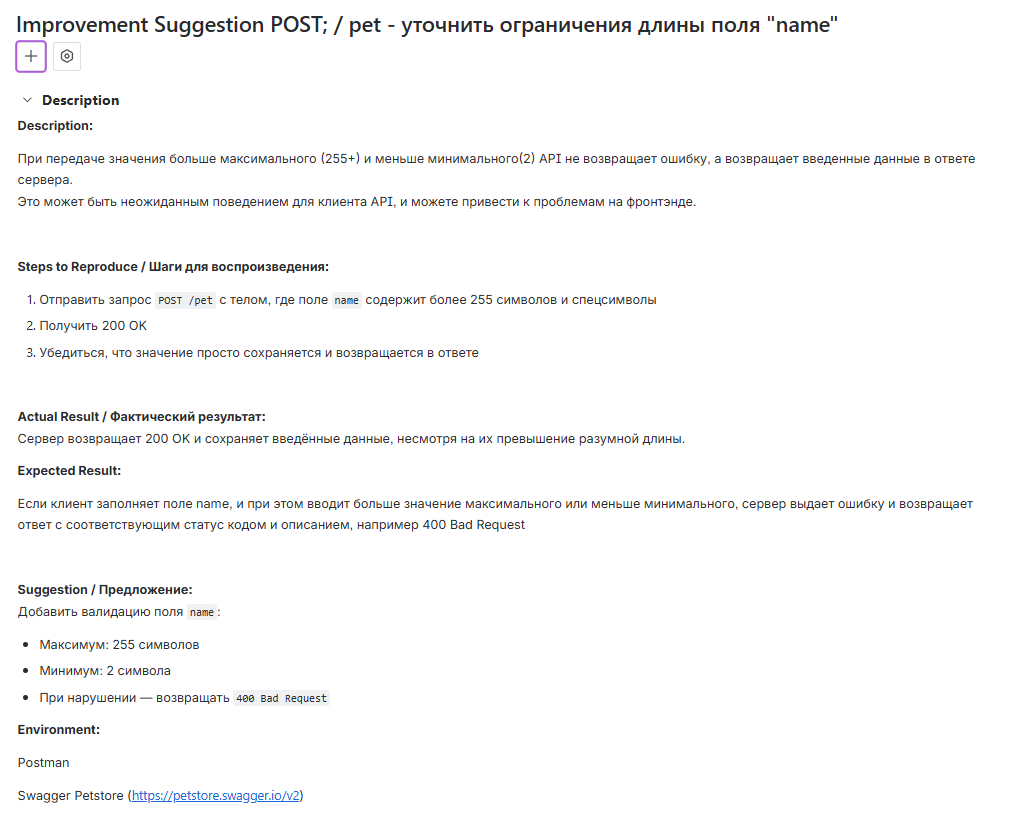 Improvement Suggestion POST; / pet - уточнить ограничения длины поля "name"
Description
Description:
При передаче значения больше максимального (255+) и меньше минимального(2) API не возвращает ошибку, а возвращает введенные данные в ответе
сервера.
Это может быть неожиданным поведением для клиента API, и можете привести к проблемам на фронтэнде.
Steps to Reproduce / Шаги для воспроизведения:
1. Отправить запрос POST /pet с телом, где поле name содержит более 255 символов и спецсимволы
2. Получить 200 OK
3. Убедиться, что значение просто сохраняется и возвращается в ответе
Actual Result / Фактический результат:
Сервер возвращает 200 OK и сохраняет введённые данные, несмотря на их превышение разумной длины.
Expected Result:
Если клиент заполняет поле name, и при этом вводит больше значение максимального или меньше минимального, сервер выдает ошибку и возвращает
ответ с соответствующим статус кодом и описанием, например 400 Bad Request
Suggestion / Предложение:
Добавить валидацию поля name:
• Максимум: 255 символов
• Минимум: 2 символа
• При нарушении — возвращать 400 Bad Request
Environment:
Postman
Swagger Petstore (https://petstore.swagger.io/v2)